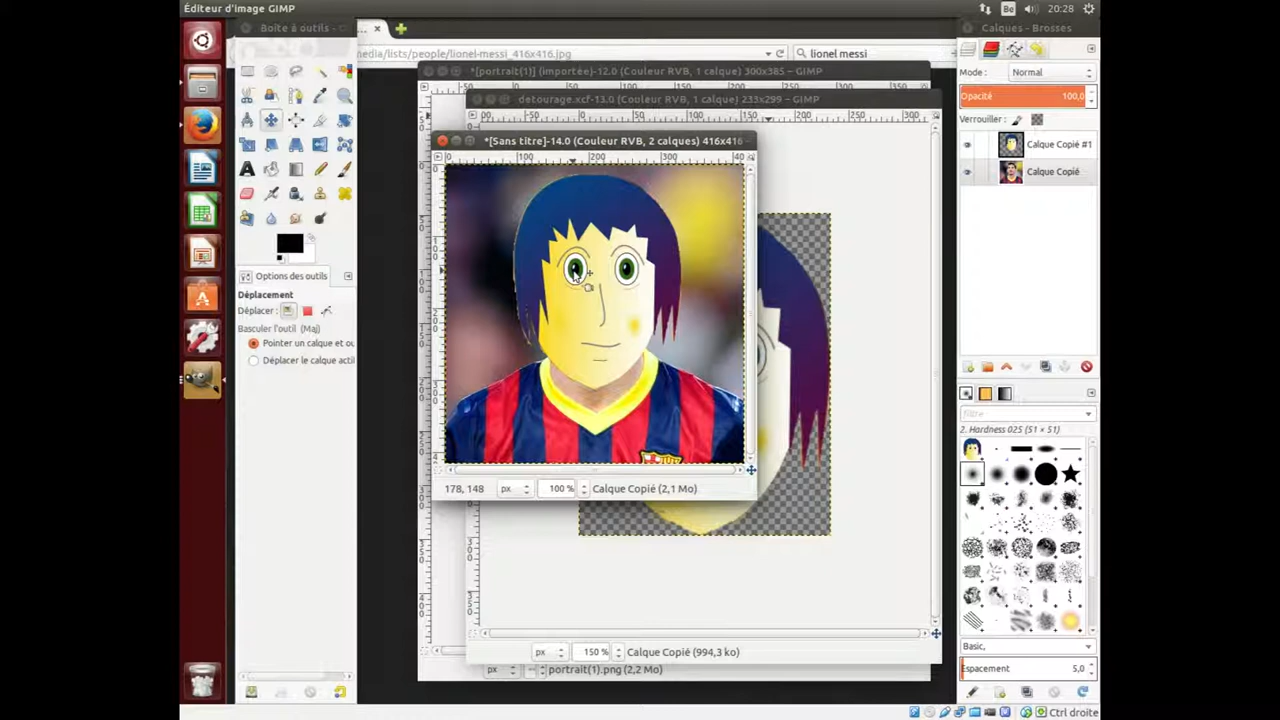 Éditeur d'image GIMP
Be
20:28
Boîte à outils -
Calques - Brosses
media/lists/people/lionel-messi_416x416.jpg
lionel messi
*[portrait(1)] (importée)-12.0 (Couleur RVB, 1 calque) 300x385 – GIMP
detourage.xcf-13.0 (Couleur RVB, 1 calque) 233x299 – GIMP
*[Sans titre]-14.0 (Couleur RVB, 2 calques) 416x416
Mode: Normal
Opacité 100,0
Verrouiller :
Calque Copié #1
Calque Copié
Options des outils
Déplacement
Déplacer :
Basculer l'outil (Maj)
Pointer un calque et ou
Déplacer le calque acti
filtre
2. Hardness 025 (51 × 51)
178, 148 px 100 % Calque Copié (2,1 Mo)
px 150 % Calque Copié (994,3 ko)
px portrait(1).png (2,2 Mo)
Basic,
Espacement 5,0
Ctrl droite